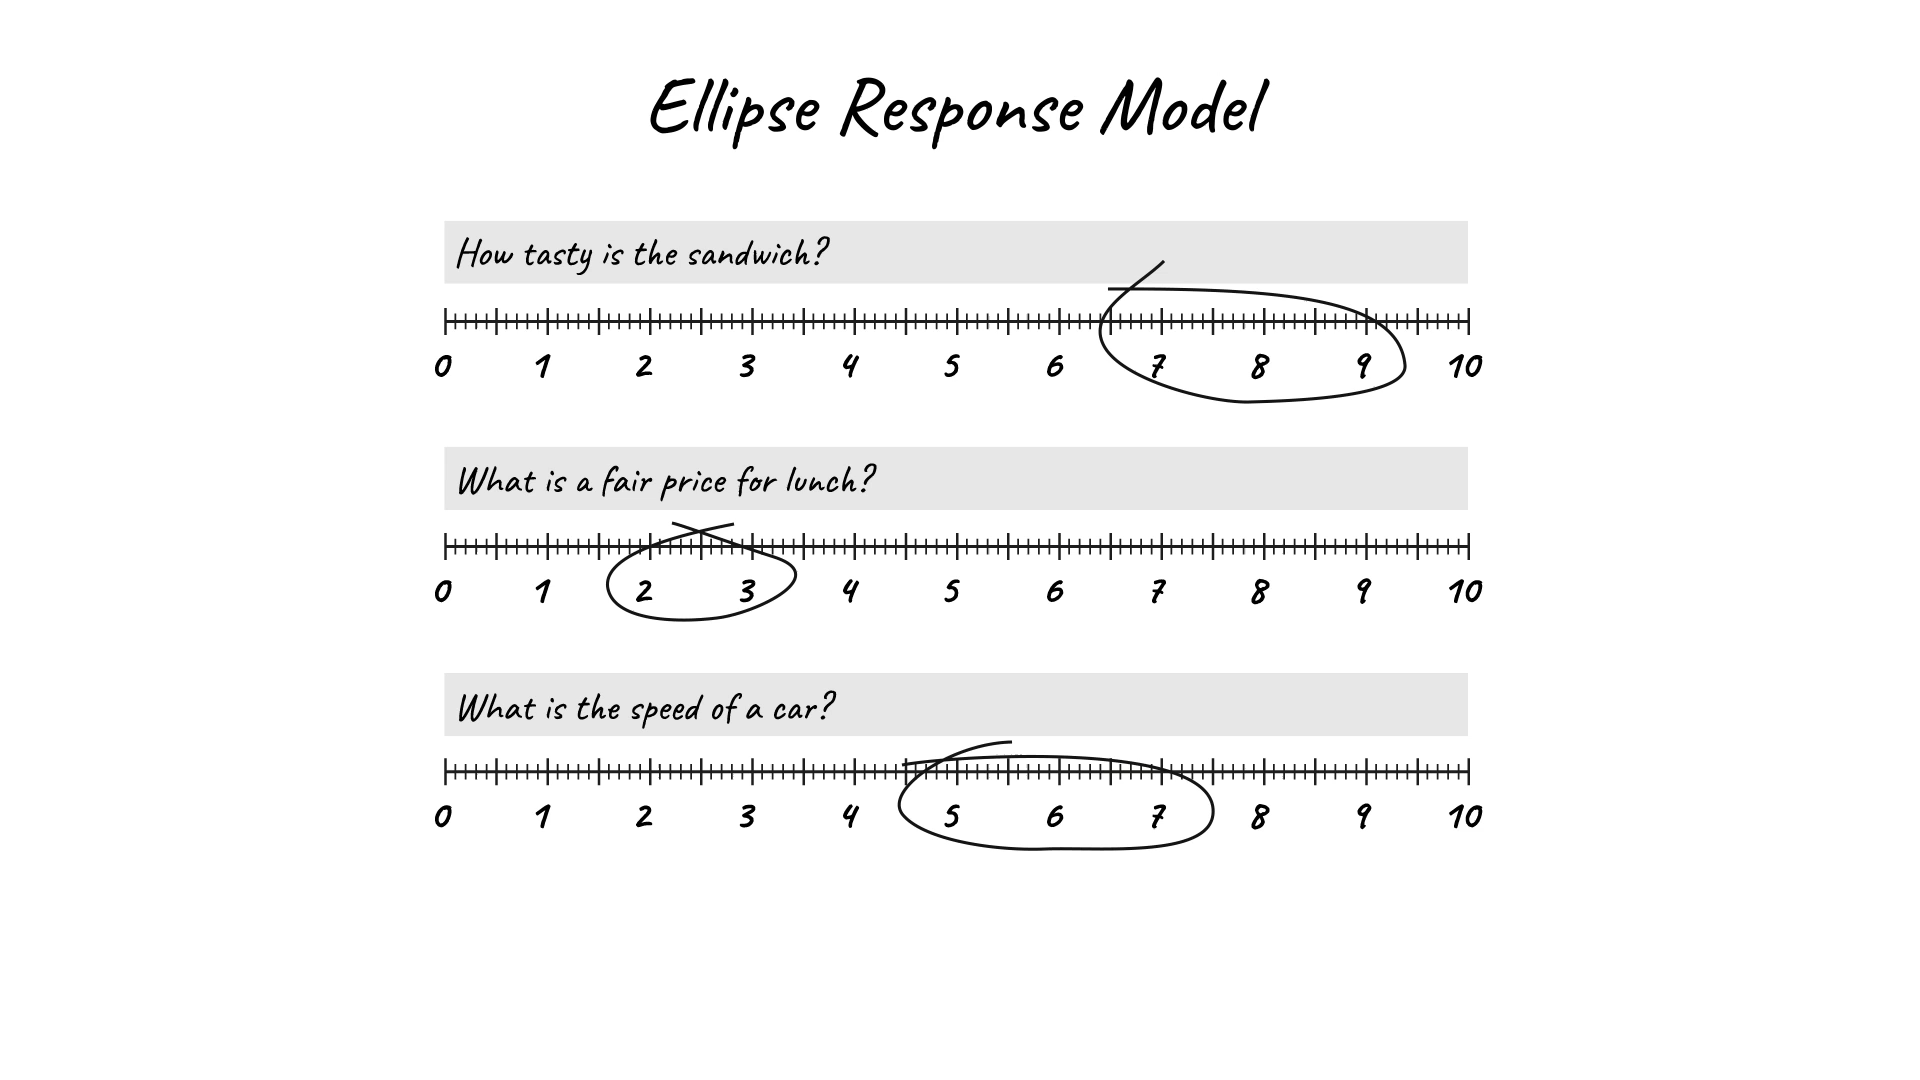 Ellipse Response Model
How tasty is the sandwich?
0 1 2 3 4 5 6 7 8 9 10
What is a fair price for lunch?
0 1 2 3 4 5 6 7 8 9 10
What is the speed of a car?
0 1 2 3 4 5 6 7 8 9 10